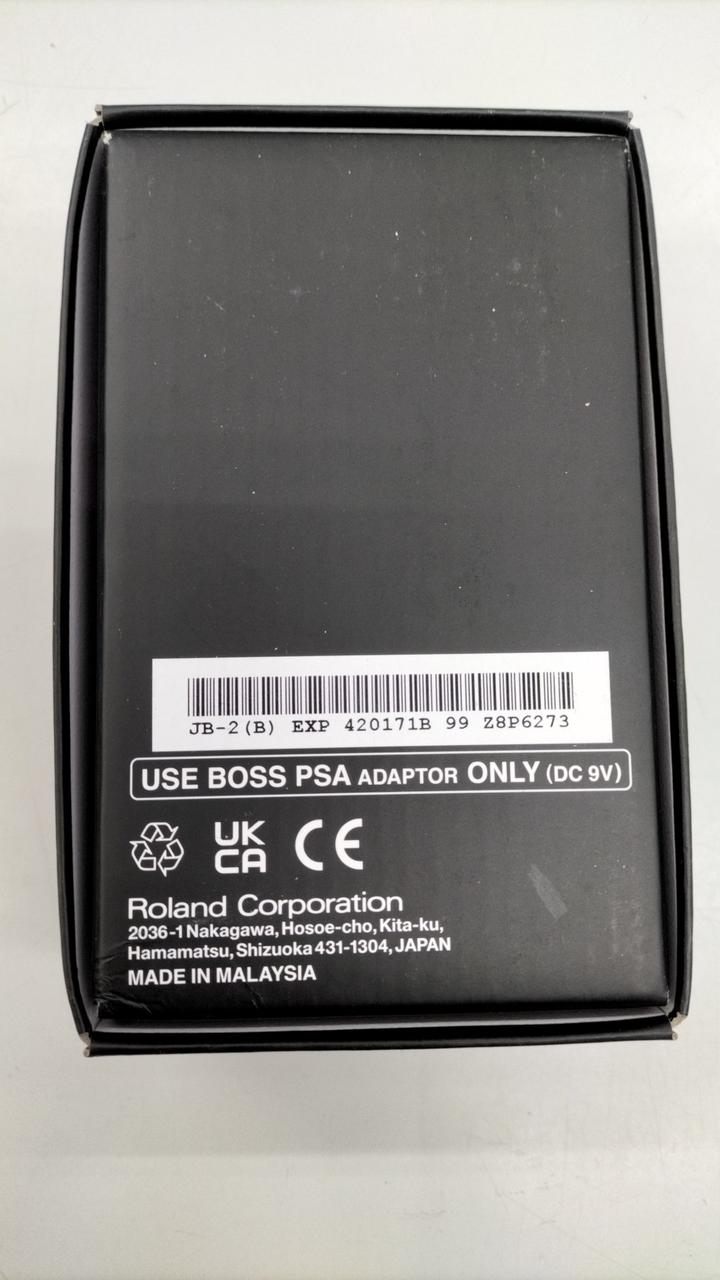 JB-2(B) EXP 420171B 99 Z8P6273
USE BOSS PSA ADAPTOR ONLY (DC 9V)
UK
CA CE
Roland Corporation
2036-1 Nakagawa, Hosoe-cho, Kita-ku,
Hamamatsu, Shizuoka 431-1304, JAPAN
MADE IN MALAYSIA